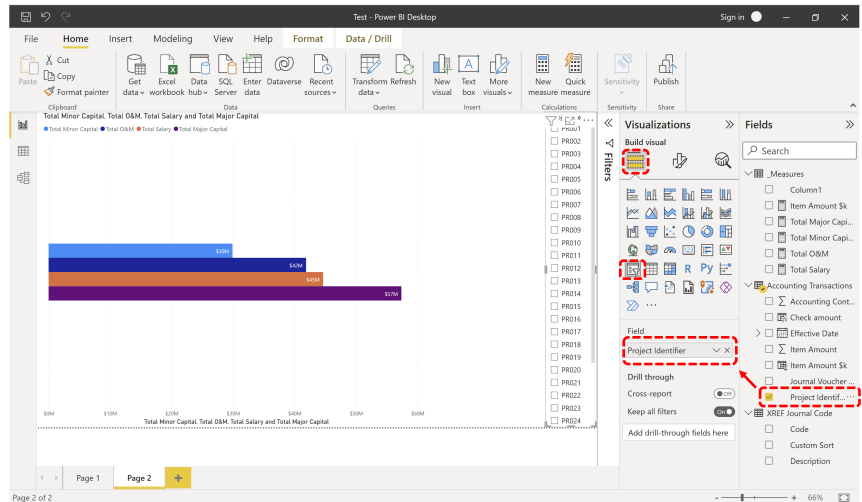 Test - Power BI Desktop
Sign in
File Home Insert Modeling View Help Format Data / Drill
Paste
Cut
Copy
Format painter
Get data
Excel workbook
Data hub
SQL Server
Enter data
Dataverse
Recent sources
Transform data
Refresh
New visual
Text box
More visuals
New measure
Quick measure
Sensitivity
Publish
Clipboard Data Queries Insert Calculations Sensitivity Share
Total Minor Capital, Total O&M, Total Salary and Total Major Capital
Total Minor Capital Total O&M Total Salary Total Major Capital
$30M
$42M
$45M
$57M
$0M $10M $20M $30M $40M $50M $60M
Total Minor Capital, Total O&M, Total Salary and Total Major Capital
PR001
PR002
PR003
PR004
PR005
PR006
PR007
PR008
PR009
PR010
PR011
PR012
PR013
PR014
PR015
PR016
PR017
PR018
PR019
PR020
PR021
PR022
PR023
PR024
Filters
Visualizations
Build visual
123
R Py
Field
Project Identifier
Drill through
Cross-report
Off
Keep all filters
On
Add drill-through fields here
Fields
Search
_Measures
Column1
Item Amount $k
Total Major Capi...
Total Minor Capi...
Total O&M
Total Salary
Accounting Transactions
Accounting Cont...
Check amount
Effective Date
Item Amount
Item Amount $k
Journal Voucher ...
Project Identif...
XREF Journal Code
Code
Custom Sort
Description
Page 1 Page 2 +
Page 2 of 2
- + 66%